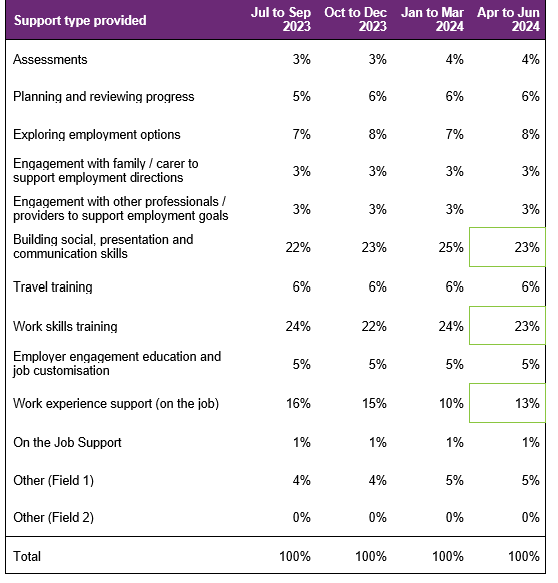 Support type provided Jul to Sep 2023 Oct to Dec 2023 Jan to Mar 2024 Apr to Jun 2024
Assessments 3% 3% 4% 4%
Planning and reviewing progress 5% 6% 6% 6%
Exploring employment options 7% 8% 7% 8%
Engagement with family / carer to
support employment directions 3% 3% 3% 3%
Engagement with other professionals /
providers to support employment goals 3% 3% 3% 3%
Building social, presentation and
communication skills 22% 23% 25% 23%
Travel training 6% 6% 6% 6%
Work skills training 24% 22% 24% 23%
Employer engagement education and
job customisation 5% 5% 5% 5%
Work experience support (on the job) 16% 15% 10% 13%
On the Job Support 1% 1% 1% 1%
Other (Field 1) 4% 4% 5% 5%
Other (Field 2) 0% 0% 0% 0%
Total 100% 100% 100% 100%